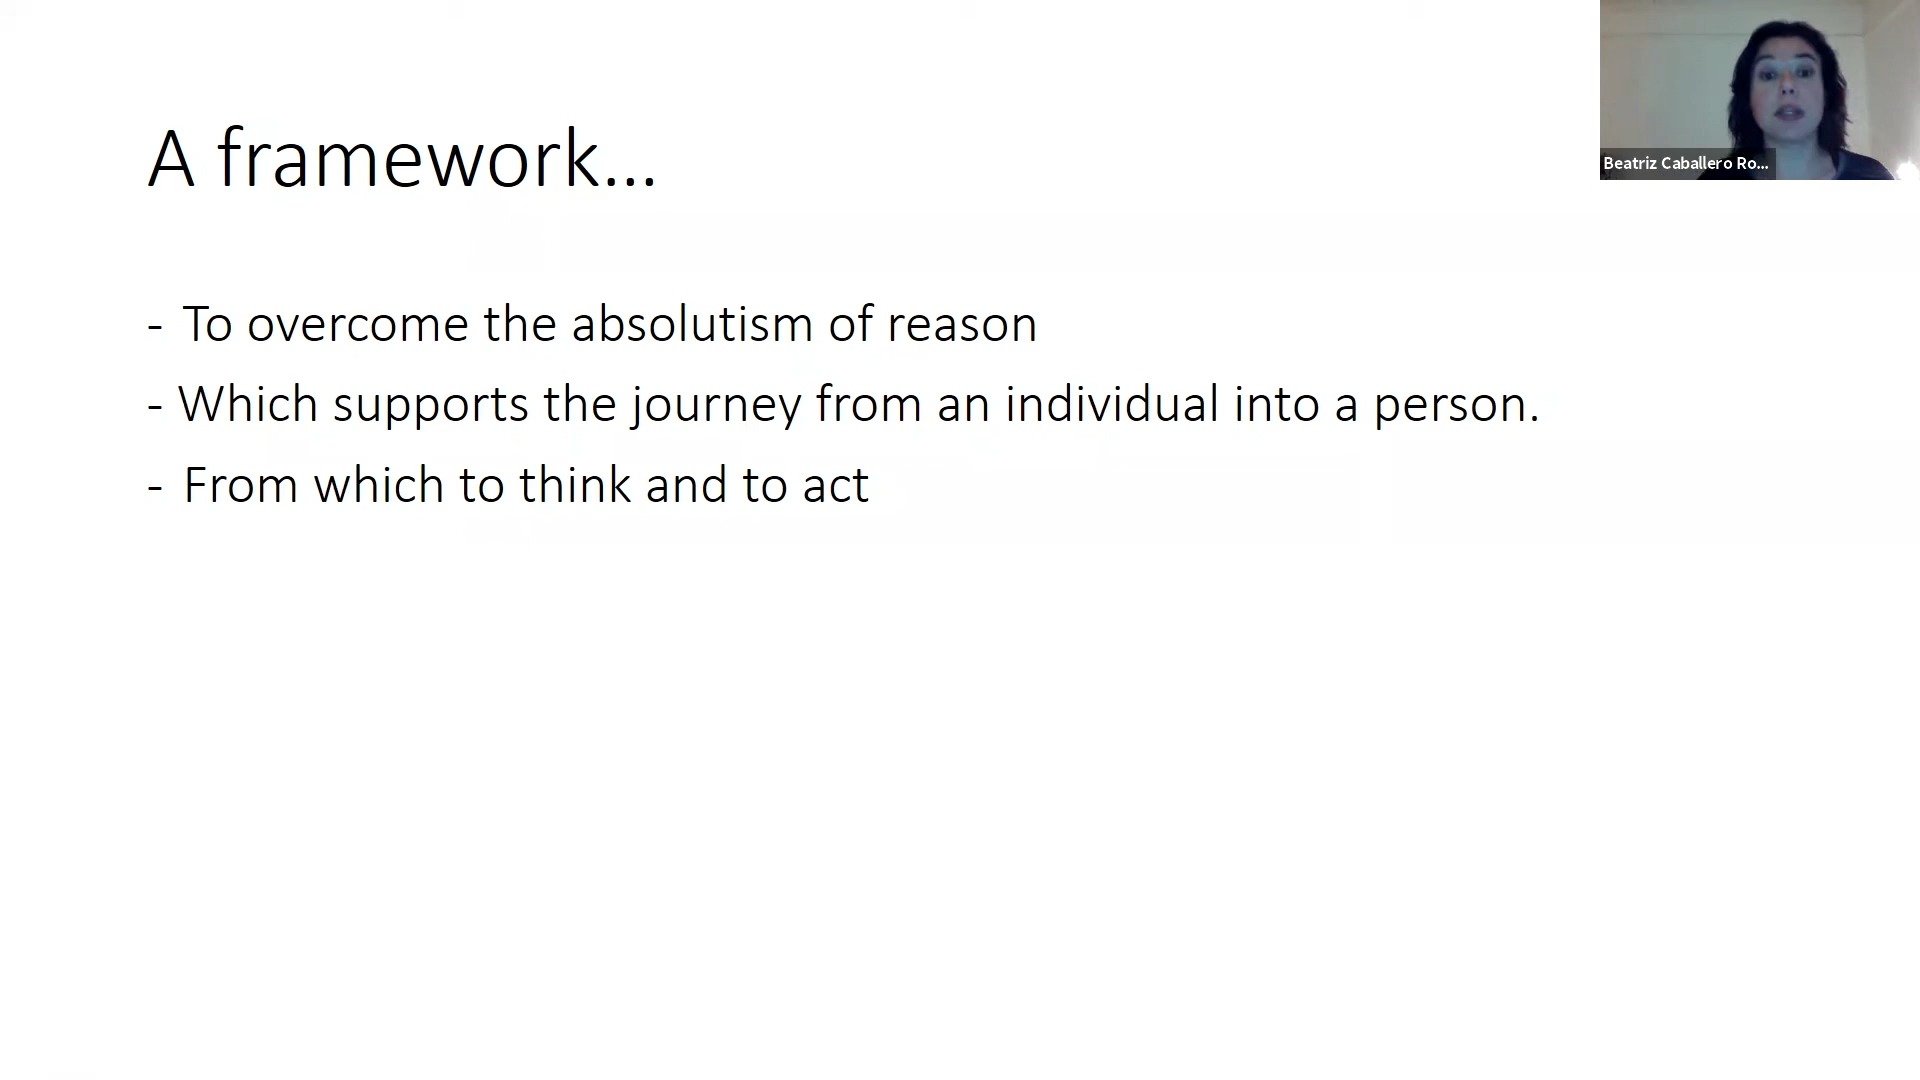 A framework...
- To overcome the absolutism of reason
- Which supports the journey from an individual into a person.
- From which to think and to act
Beatriz Caballero Ro...